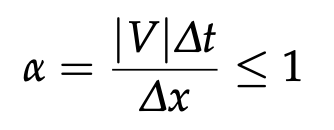 α = |V|Δt / Δx ≤ 1